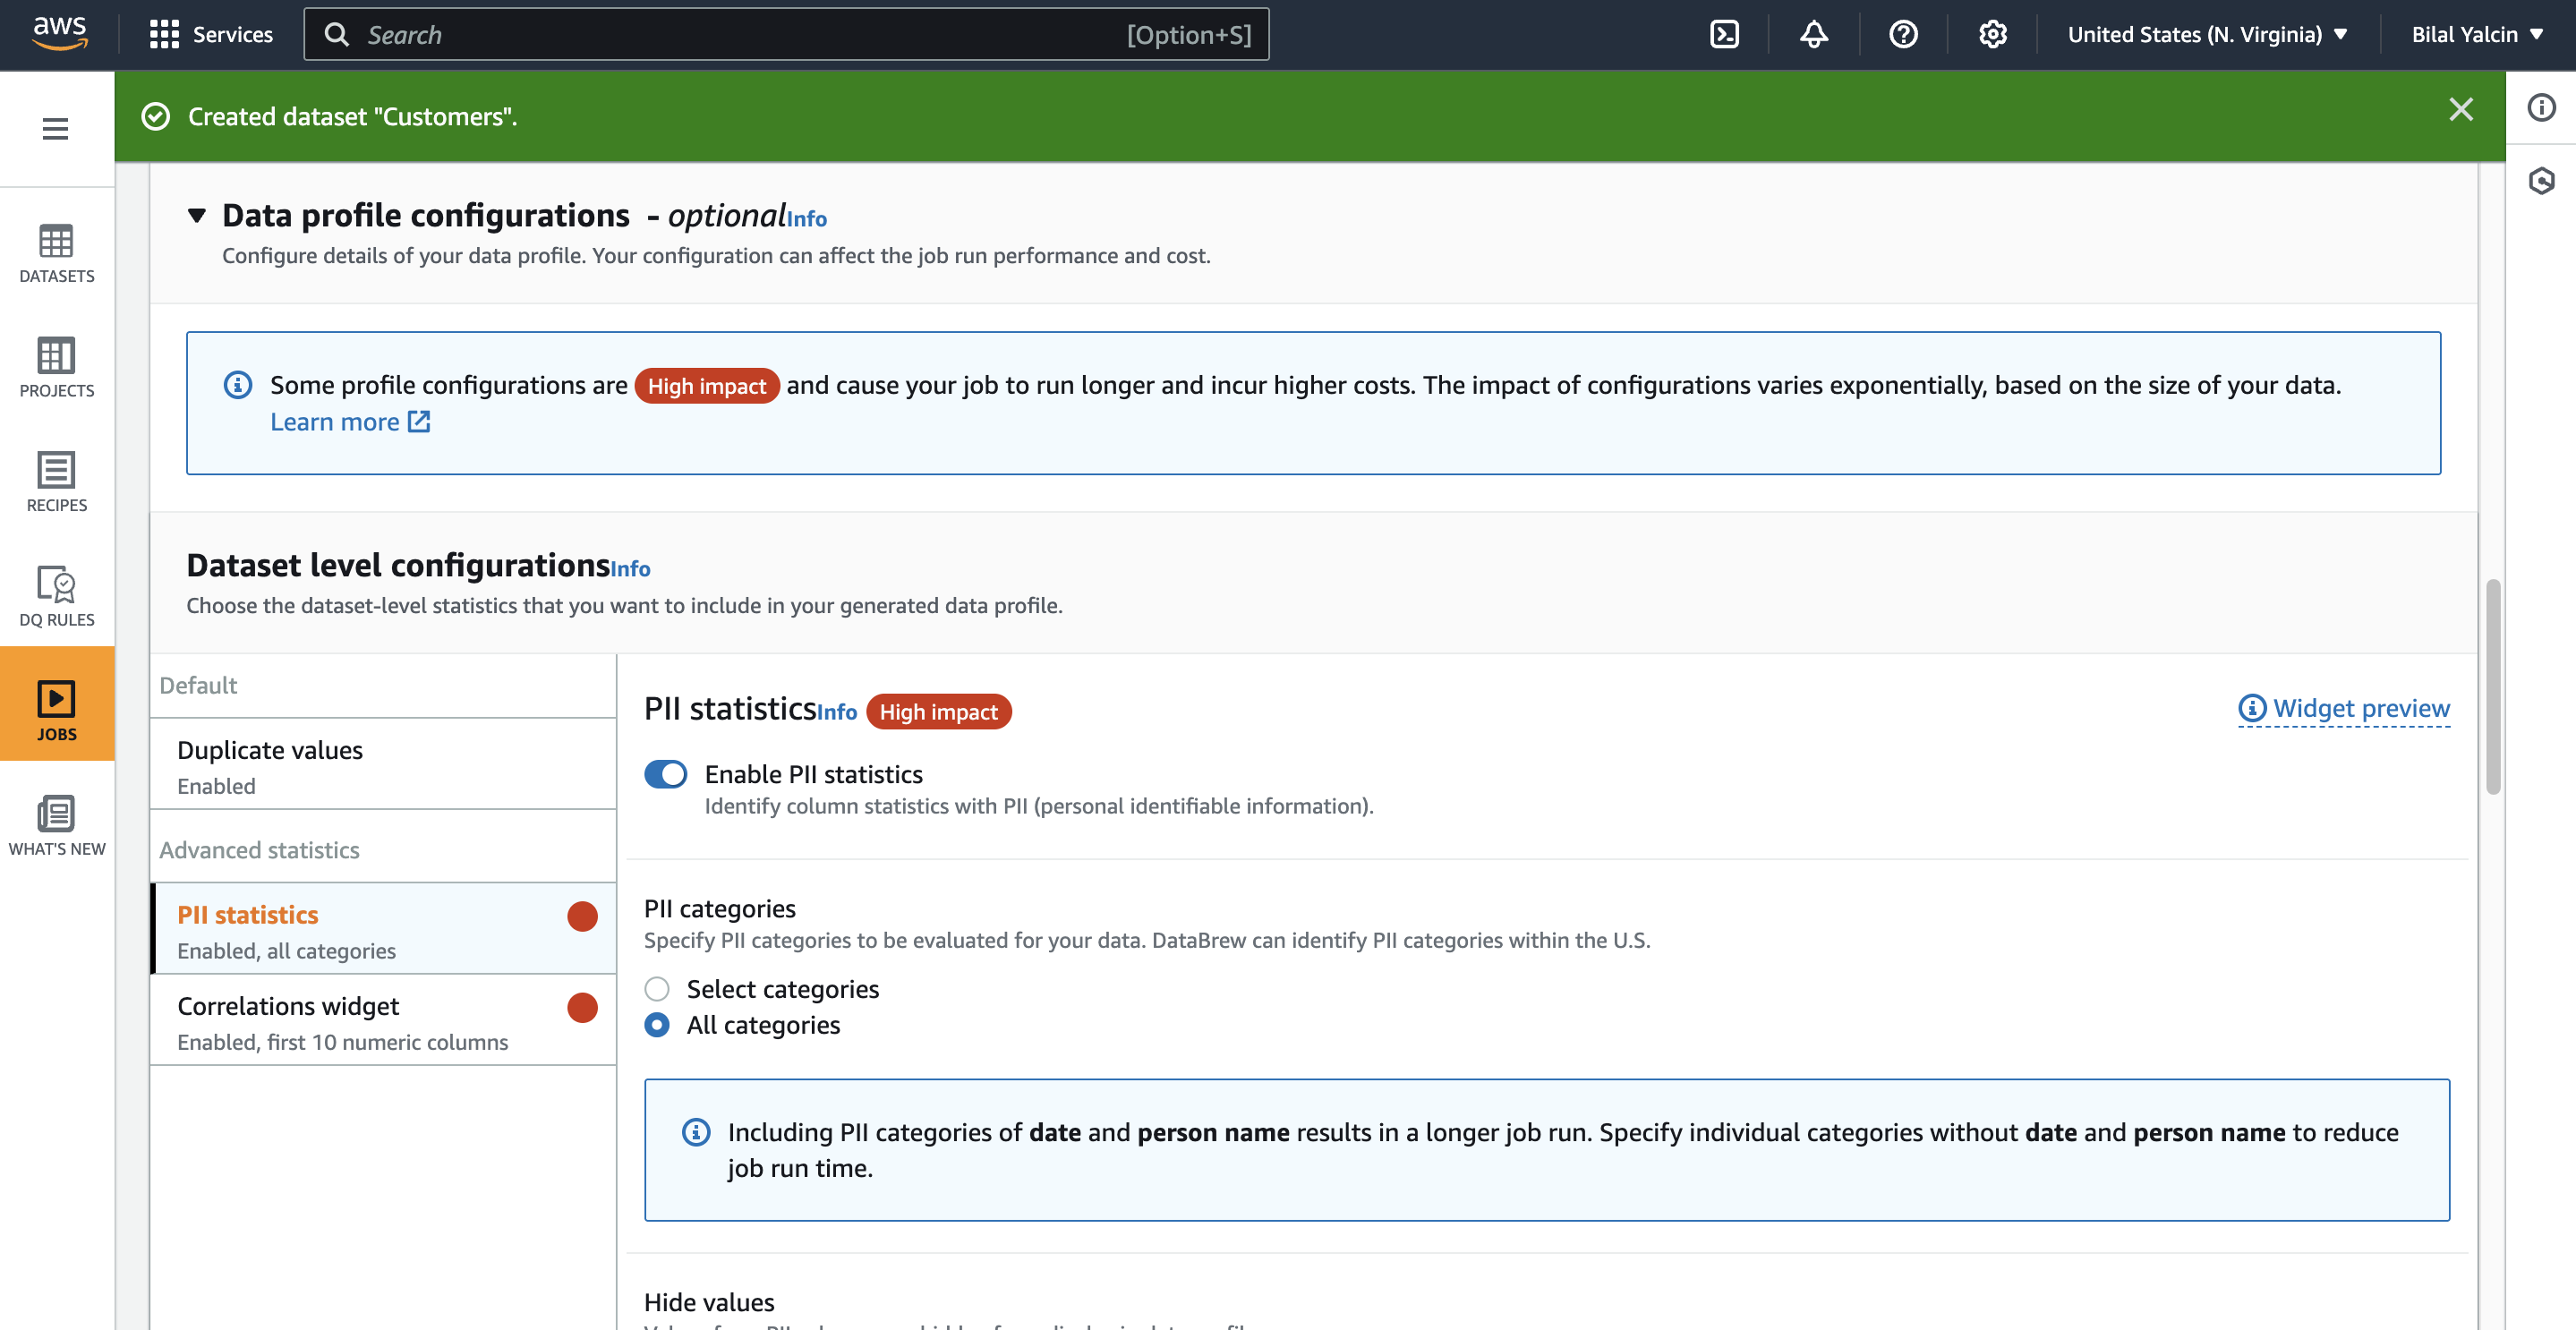 aws
Services
Search
[Option+S]
United States (N. Virginia)
Bilal Yalcin
Created dataset "Customers".
DATASETS
PROJECTS
RECIPES
DQ RULES
JOBS
WHAT'S NEW
Data profile configurations - optional Info
Configure details of your data profile. Your configuration can affect the job run performance and cost.
Some profile configurations are High impact and cause your job to run longer and incur higher costs. The impact of configurations varies exponentially, based on the size of your data.
Learn more
Dataset level configurations Info
Choose the dataset-level statistics that you want to include in your generated data profile.
Default
Duplicate values
Enabled
Advanced statistics
PII statistics
Enabled, all categories
Correlations widget
Enabled, first 10 numeric columns
PII statistics Info High impact
Widget preview
Enable PII statistics
Identify column statistics with PII (personal identifiable information).
PII categories
Specify PII categories to be evaluated for your data. DataBrew can identify PII categories within the U.S.
Select categories
All categories
Including PII categories of date and person name results in a longer job run. Specify individual categories without date and person name to reduce
job run time.
Hide values